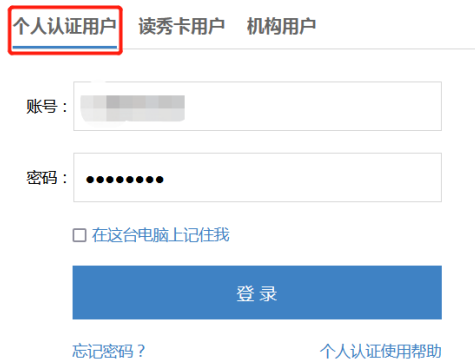 个人认证用户 读秀卡用户 机构用户
账号：
密码：●●●●●●●●
在这台电脑上记住我
登录
忘记密码？ 个人认证使用帮助